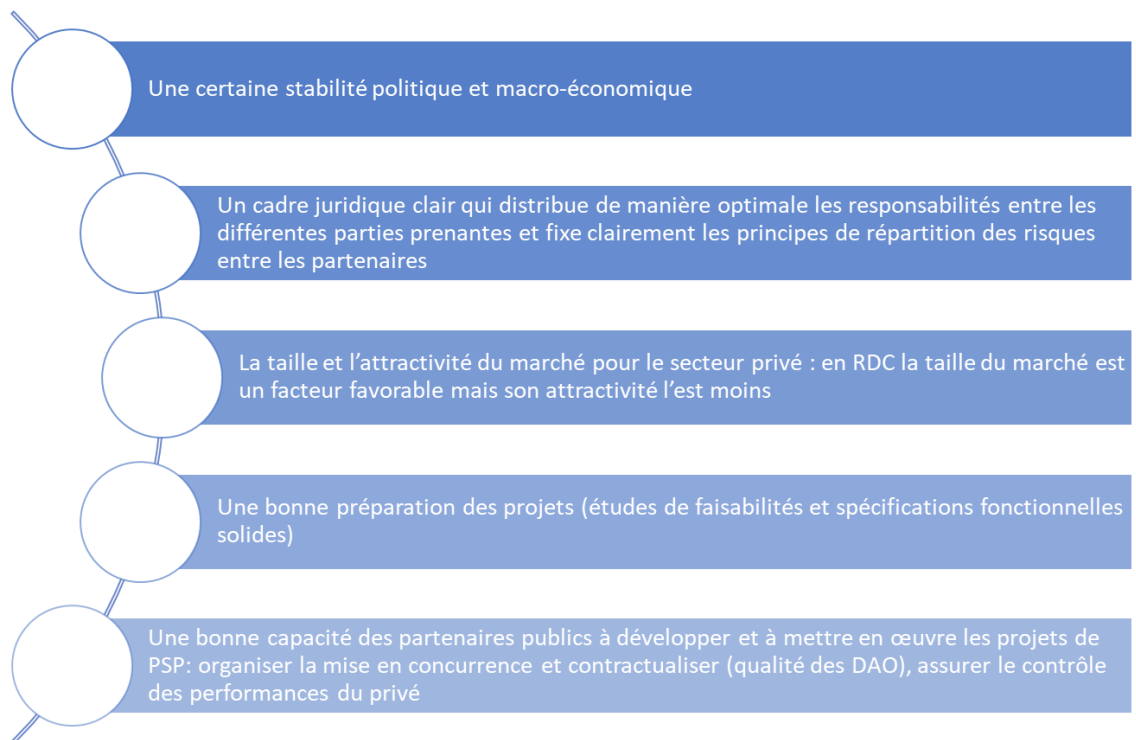 Une certaine stabilité politique et macro-économique
Un cadre juridique clair qui distribue de manière optimale les responsabilités entre les
différentes parties prenantes et fixe clairement les principes de répartition des risques
entre les partenaires
La taille et l’attractivité du marché pour le secteur privé : en RDC la taille du marché est
un facteur favorable mais son attractivité l’est moins
Une bonne préparation des projets (études de faisabilités et spécifications fonctionnelles
solides)
Une bonne capacité des partenaires publics à développer et à mettre en œuvre les projets de
PSP: organiser la mise en concurrence et contractualiser (qualité des DAO), assurer le contrôle
des performances du privé